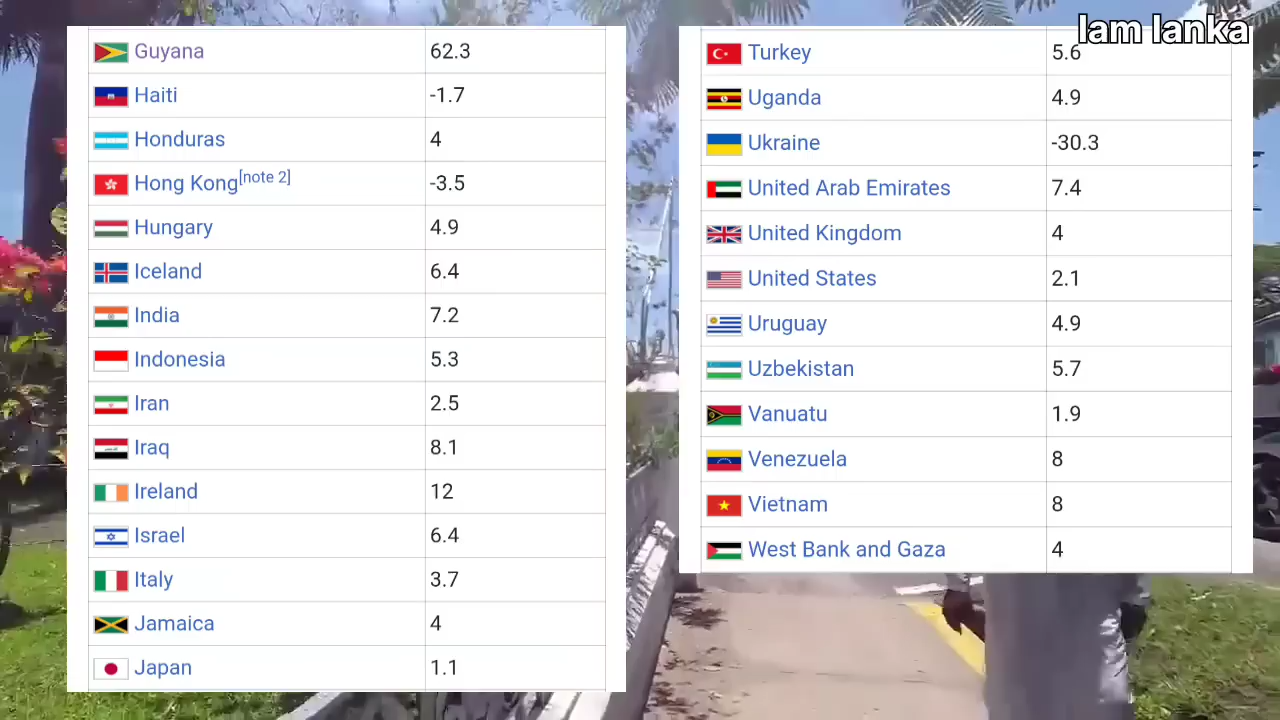 lam lanka
Guyana 62.3
Haiti -1.7
Honduras 4
Hong Kong[note 2] -3.5
Hungary 4.9
Iceland 6.4
India 7.2
Indonesia 5.3
Iran 2.5
Iraq 8.1
Ireland 12
Israel 6.4
Italy 3.7
Jamaica 4
Japan 1.1
Turkey 5.6
Uganda 4.9
Ukraine -30.3
United Arab Emirates 7.4
United Kingdom 4
United States 2.1
Uruguay 4.9
Uzbekistan 5.7
Vanuatu 1.9
Venezuela 8
Vietnam 8
West Bank and Gaza 4